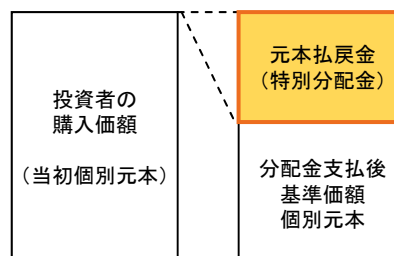 投資者の
購入価額
（当初個別元本）
元本払戻金
（特別分配金）
分配金支払後
基準価額
個別元本